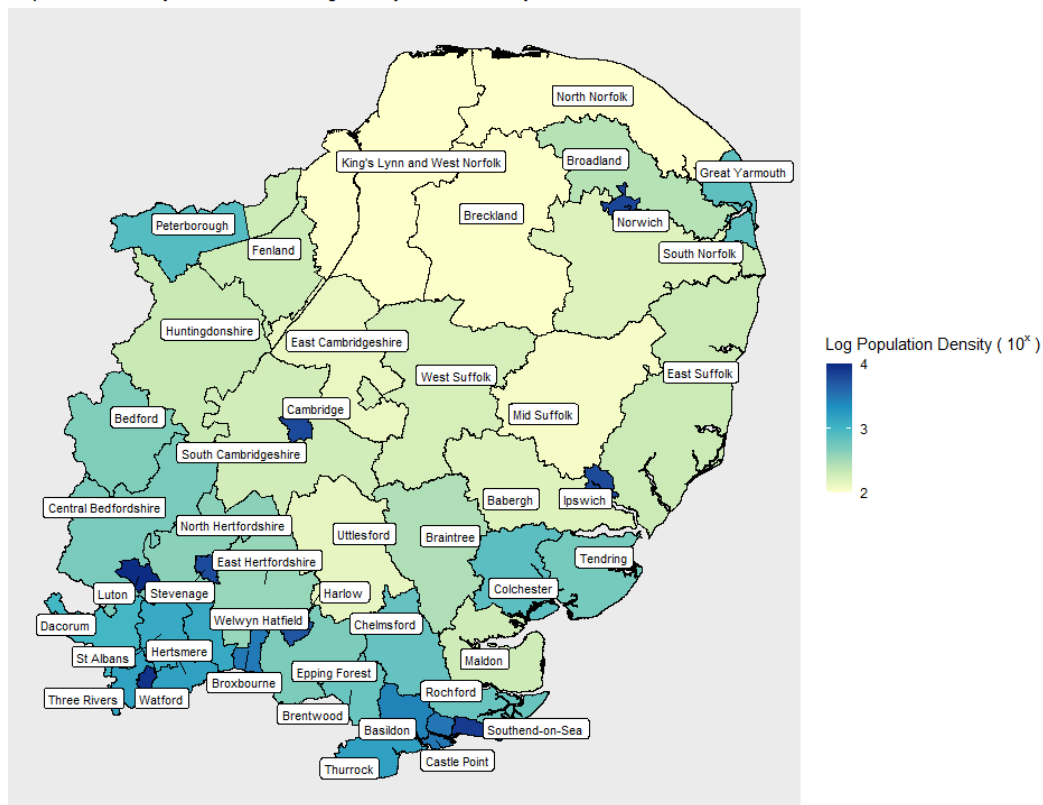 North Norfolk
King's Lynn and West Norfolk
Broadland
Great Yarmouth
Breckland
Norwich
Peterborough
Fenland
South Norfolk
Huntingdonshire
East Cambridgeshire
West Suffolk
East Suffolk
Cambridge
Mid Suffolk
Bedford
South Cambridgeshire
Central Bedfordshire
Babergh
Ipswich
North Hertfordshire
Uttlesford
Braintree
East Hertfordshire
Tendring
Luton
Stevenage
Harlow
Colchester
Dacorum
Welwyn Hatfield
Chelmsford
St Albans
Hertsmere
Maldon
Epping Forest
Broxbourne
Rochford
Three Rivers
Watford
Brentwood
Basildon
Southend-on-Sea
Thurrock
Castle Point
Log Population Density ( 10ˣ )
4
3
2